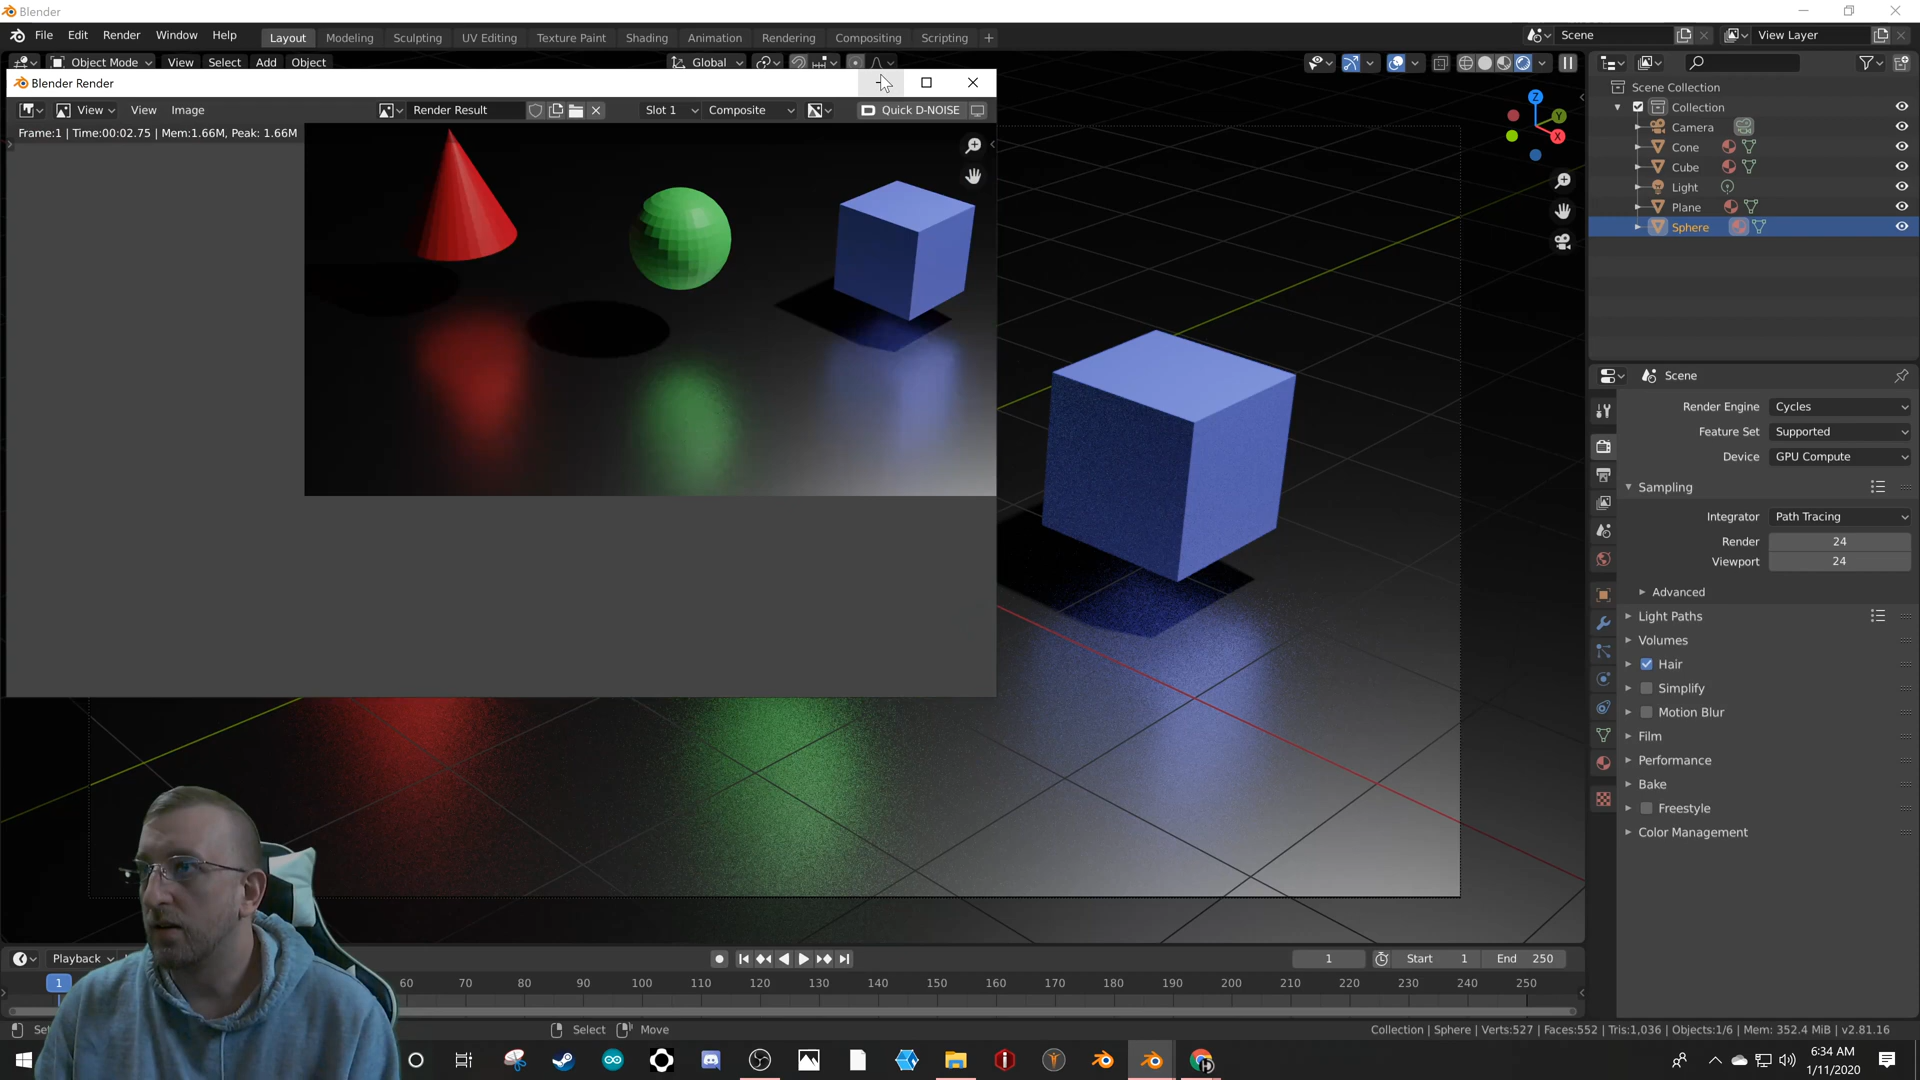 Blender
File Edit Render Window Help
Layout Modeling Sculpting UV Editing Texture Paint Shading Animation Rendering Compositing Scripting +
Scene
View Layer
Object Mode View Select Add Object
Global
Blender Render
View View Image
Render Result
Slot 1
Composite
Quick D-NOISE
Frame:1 | Time:00:02.75 | Mem:1.66M, Peak: 1.66M
Z
Y
X
Scene Collection
Collection
Camera
Cone
Cube
Light
Plane
Sphere
Scene
Render Engine Cycles
Feature Set Supported
Device GPU Compute
Sampling
Integrator Path Tracing
Render 24
Viewport 24
Advanced
Light Paths
Volumes
Hair
Simplify
Motion Blur
Film
Performance
Bake
Freestyle
Color Management
Playback
1
Start 1
End 250
1 60 70 80 90 100 110 120 130 140 150 160 170 180 190 200 210 220 230 240 250
Select
Move
Collection | Sphere | Verts:527 | Faces:552 | Tris:1,036 | Objects:1/6 | Mem: 352.4 MiB | v2.81.16
6:34 AM
1/11/2020